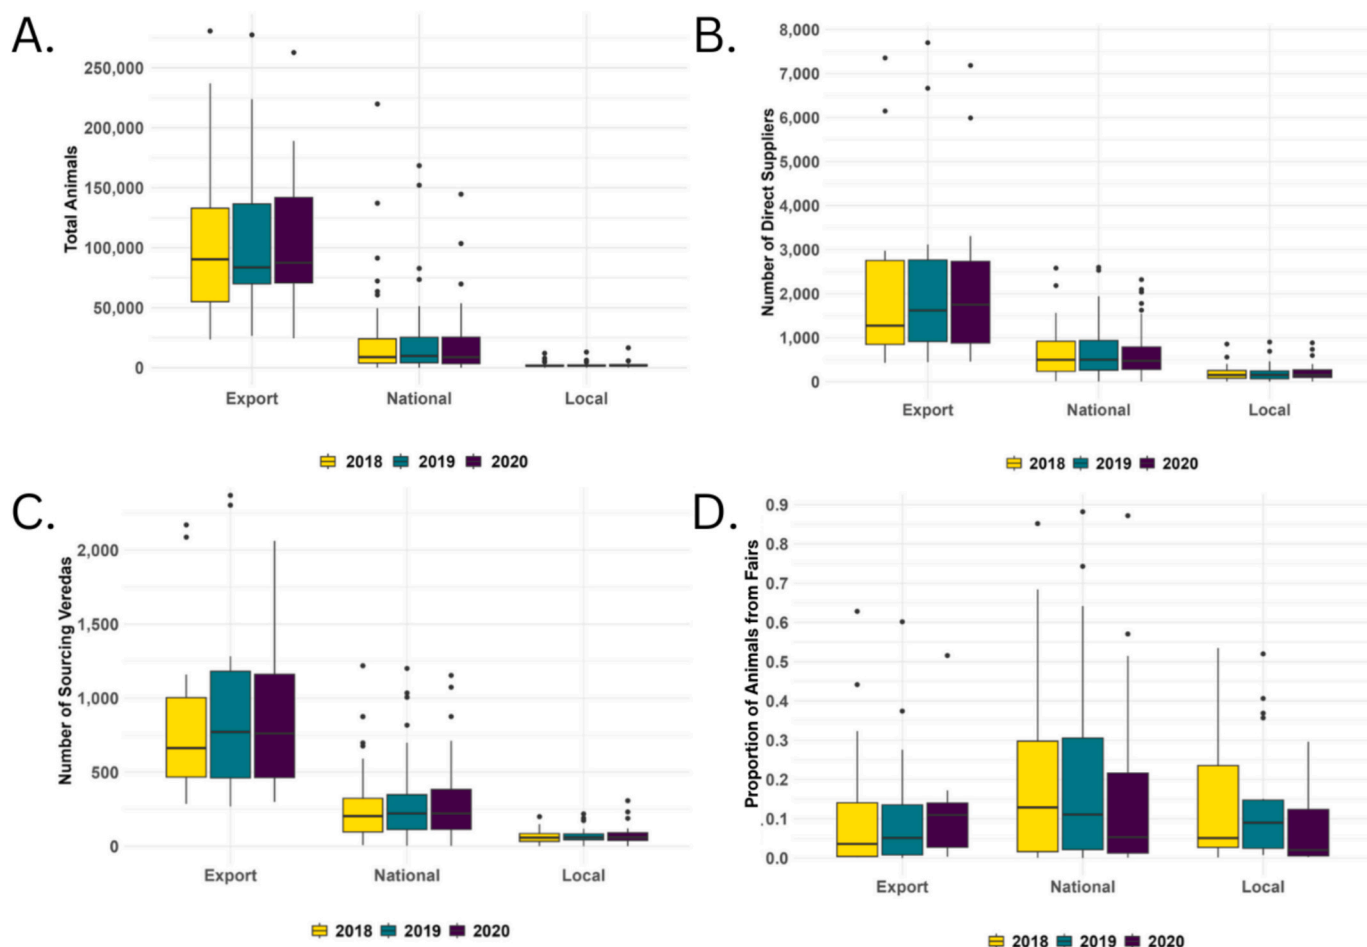 A.
Total Animals
250,000
200,000
150,000
100,000
50,000
0
Export National Local
2018 2019 2020
B.
Number of Direct Suppliers
8,000
7,000
6,000
5,000
4,000
3,000
2,000
1,000
0
Export National Local
2018 2019 2020
C.
Number of Sourcing Veredas
2,000
1,500
1,000
500
0
Export National Local
2018 2019 2020
D.
Proportion of Animals from Fairs
0.9
0.8
0.7
0.6
0.5
0.4
0.3
0.2
.0.1
0.0
Export National Local
2018 2019 2020